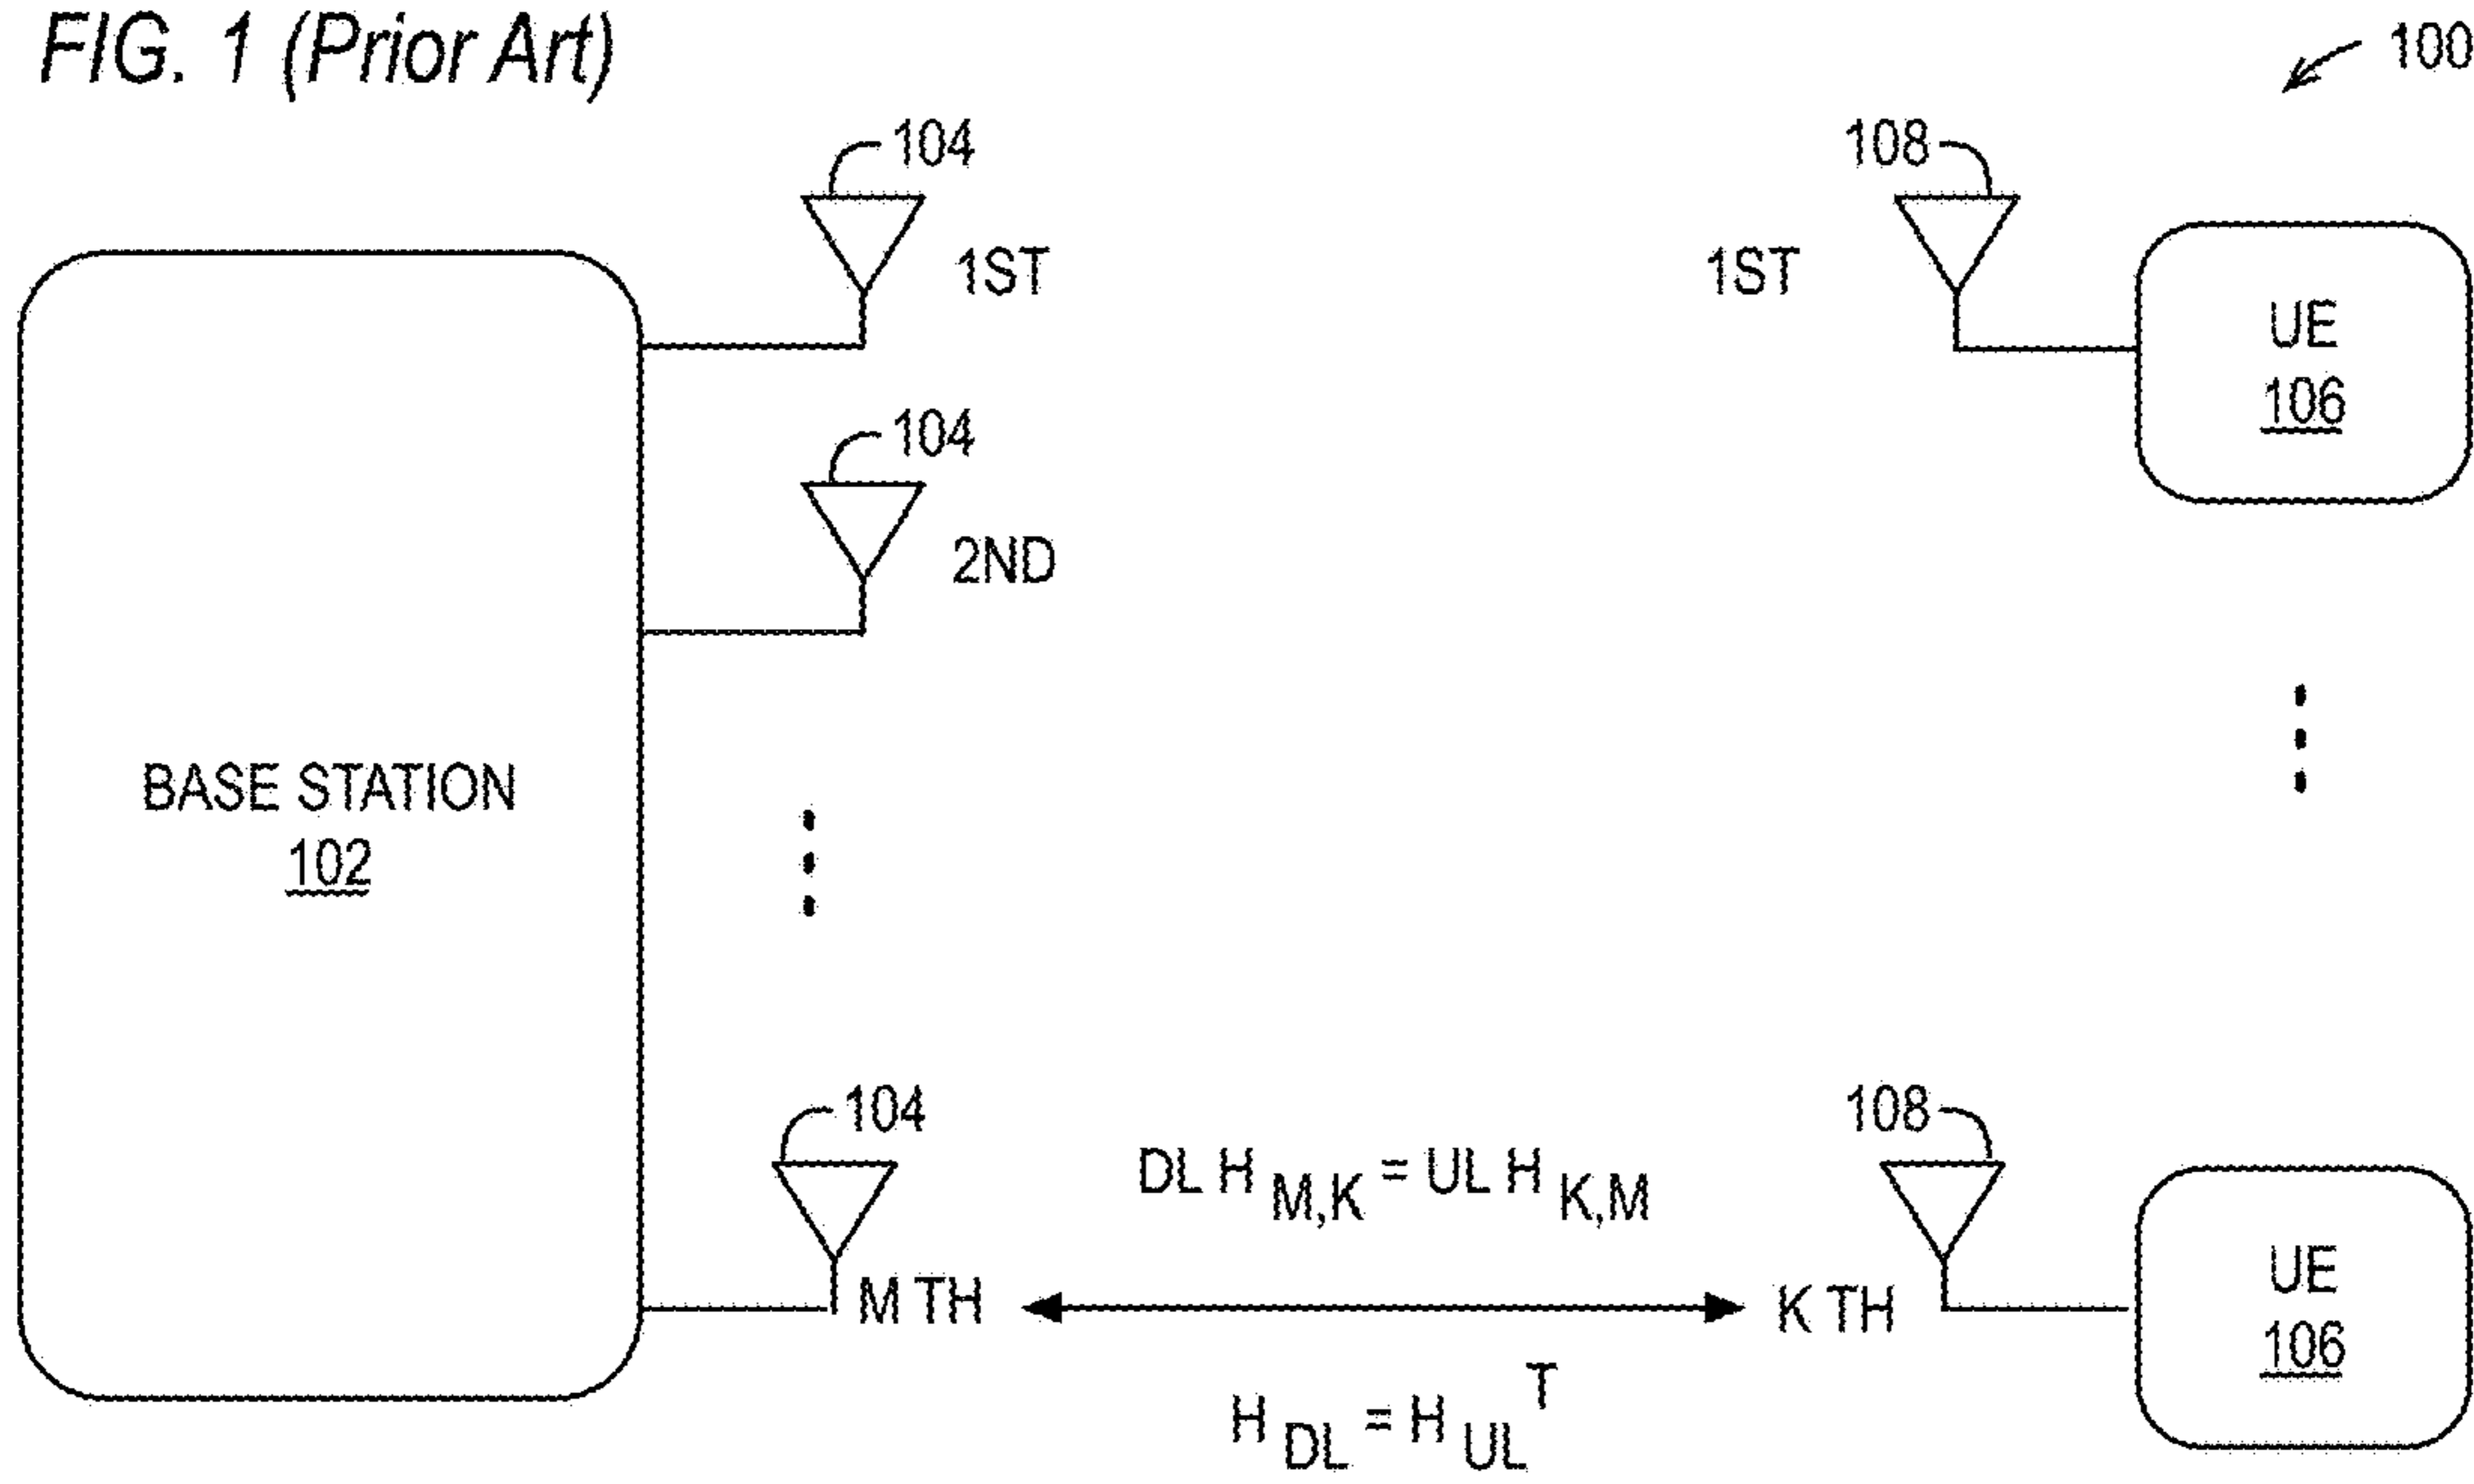 FIG. 1 (Prior Art)
100
104
108
1ST
1ST
UE
106
104
2ND
BASE STATION
102
104
108
DL H M,K = UL H K,M
M TH
K TH
UE
106
H DL = H UL T